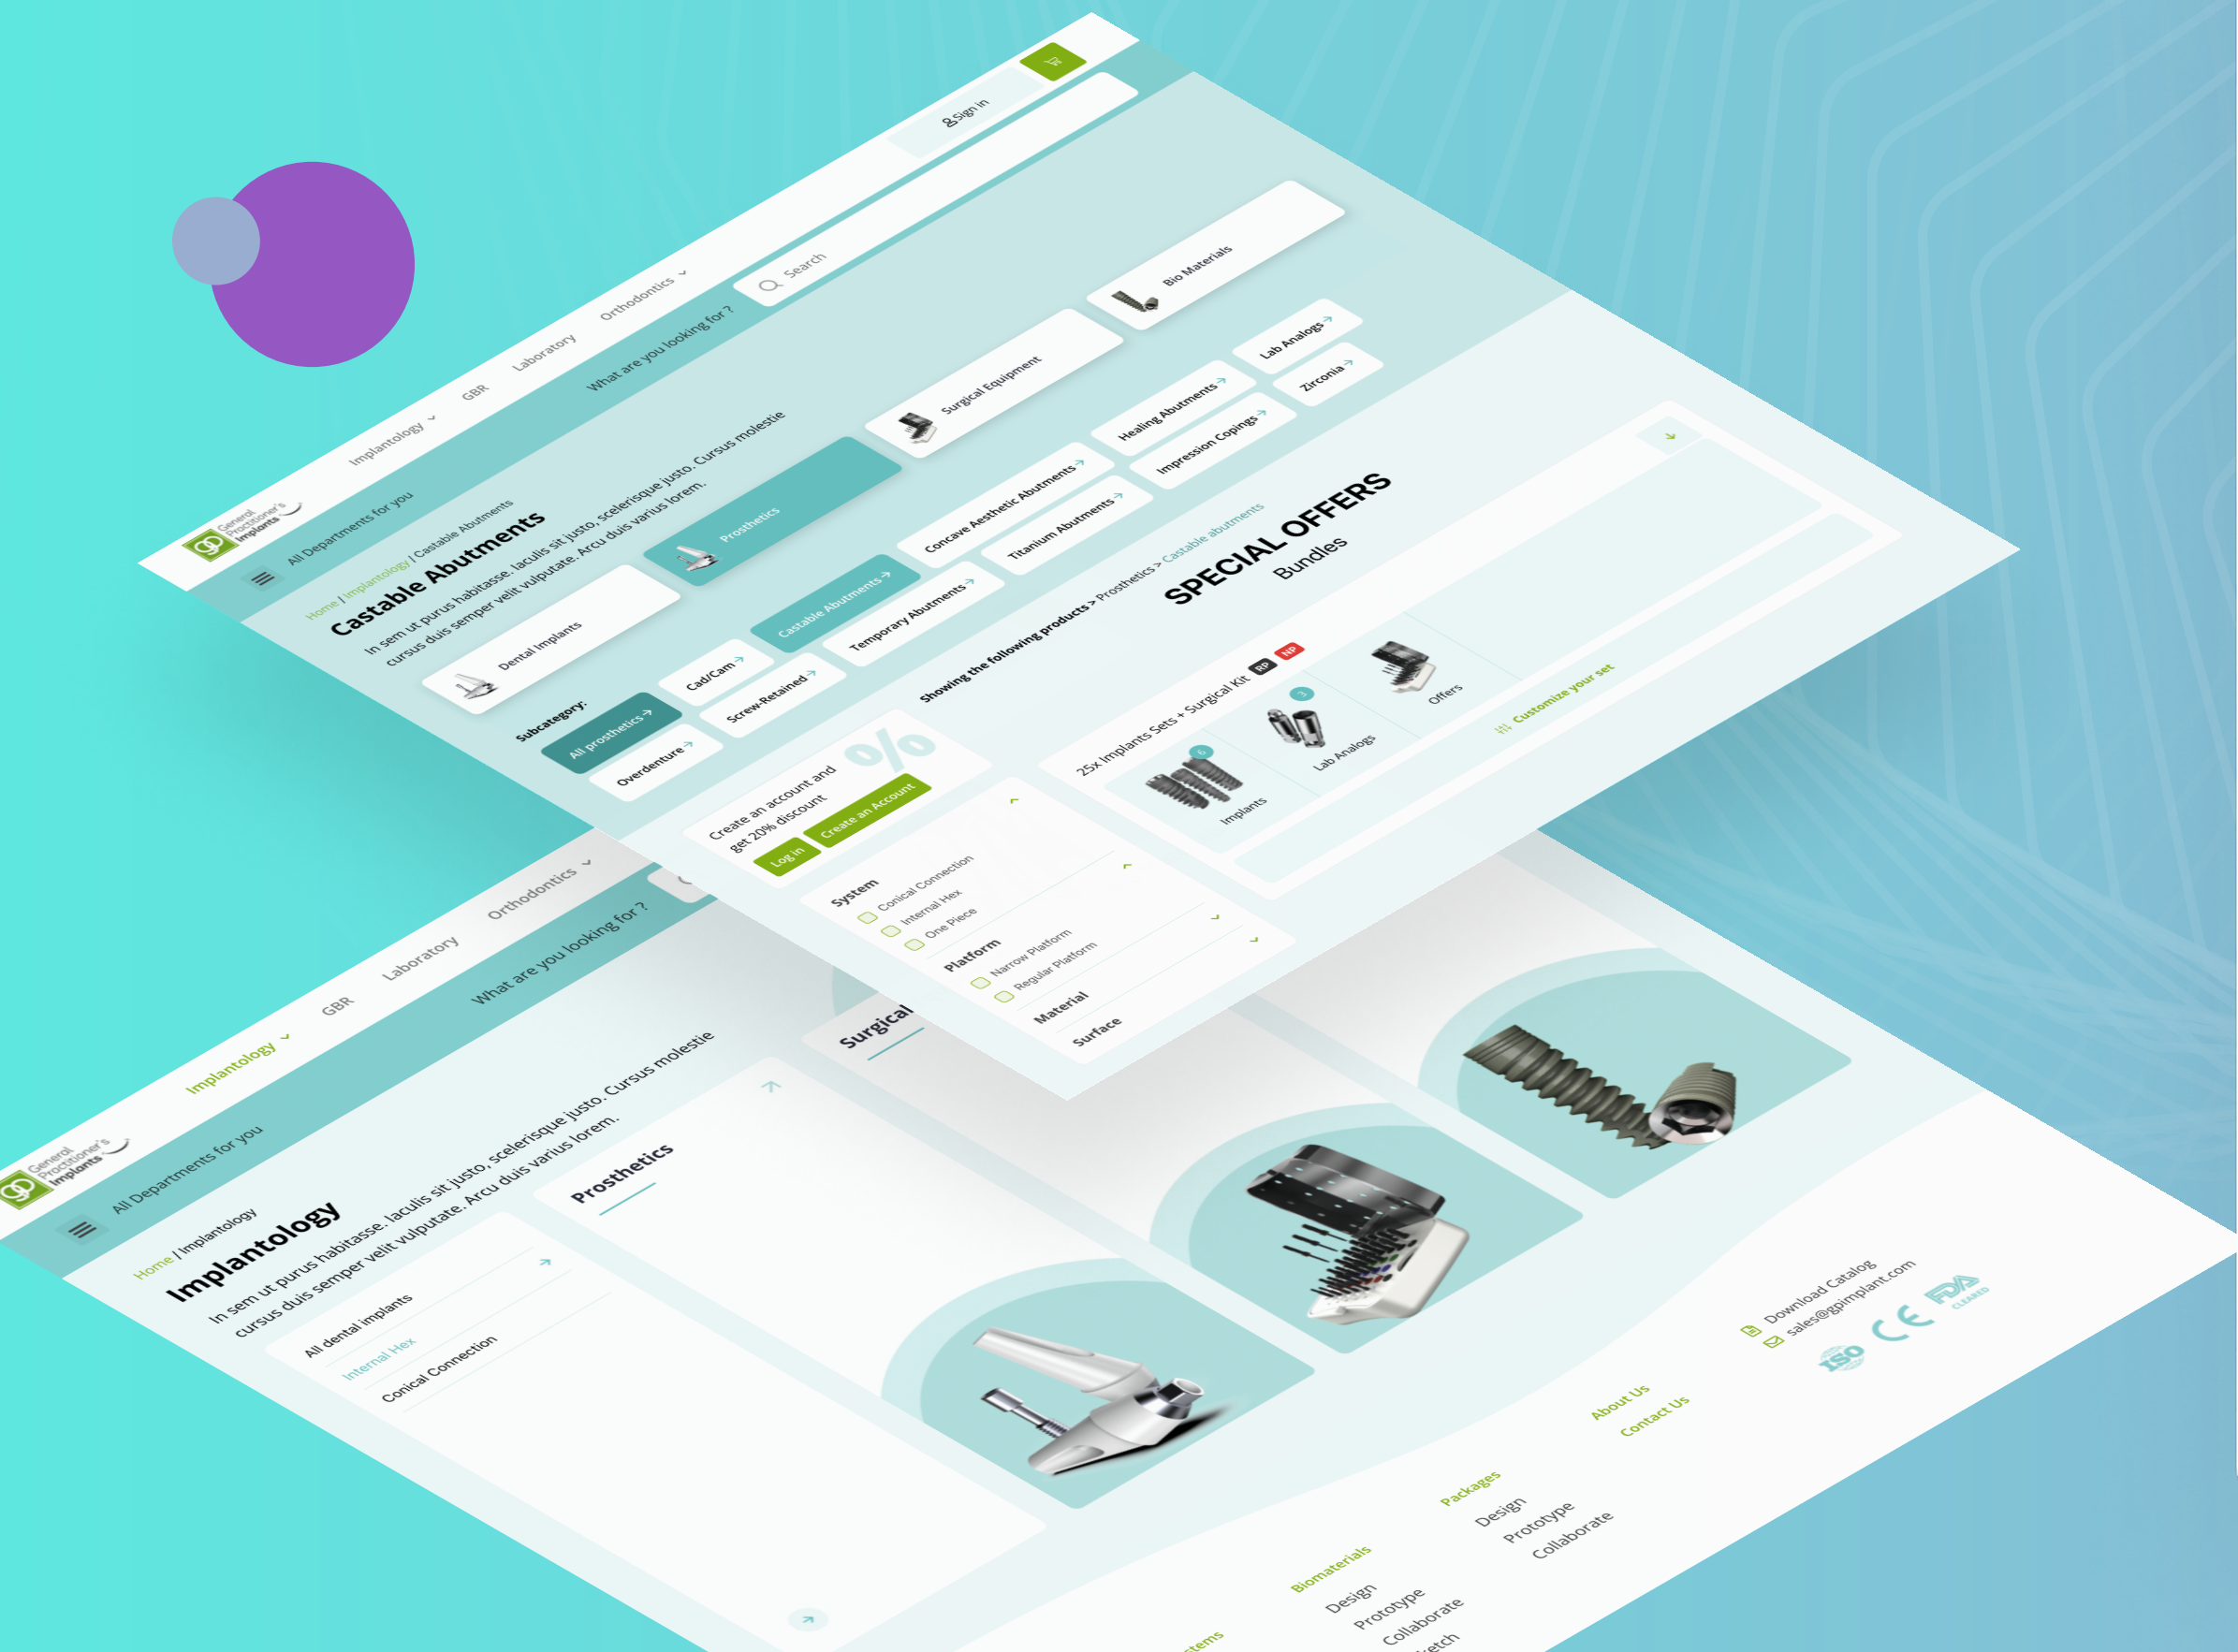 General
Practitioner's
Implants
Implantology
GBR
Laboratory
Orthodontics
Sign in
All Departments for you
What are you looking for ?
Search
Home / Implantology / Castable Abutments
Castable Abutments
In sem ut purus habitasse. Iaculis sit justo, scelerisque justo. Cursus molestie
cursus duis semper velit vulputate. Arcu duis varius lorem.
Dental Implants
Prosthetics
Surgical Equipment
Bio Materials
Subcategory:
All prosthetics
Cad/Cam
Castable Abutments
Concave Aesthetic Abutments
Healing Abutments
Lab Analogs
Overdenture
Screw-Retained
Temporary Abutments
Titanium Abutments
Impression Copings
Zirconia
Showing the following products > Prosthetics > Castable abutments
SPECIAL OFFERS
Bundles
%
Create an account and
get 20% discount
Log in
Create an Account
System
Conical Connection
Internal Hex
One Piece
Platform
Narrow Platform
Regular Platform
Material
Surface
25x Implants Sets + Surgical Kit RP NP
6
Implants
3
Lab Analogs
Offers
Customize your set
gp
General
Practitioner's
Implants
Implantology
GBR
Laboratory
Orthodontics
All Departments for you
What are you looking for ?
Home / Implantology
Implantology
In sem ut purus habitasse. Iaculis sit justo, scelerisque justo. Cursus molestie
cursus duis semper velit vulputate. Arcu duis varius lorem.
All dental implants
Internal Hex
Conical Connection
Prosthetics
Surgical
Biomaterials
Design
Prototype
Collaborate
Packages
Design
Prototype
Collaborate
About Us
Contact Us
Download Catalog
sales@gpimplant.com
ISO
CE
FDA
CLEARED